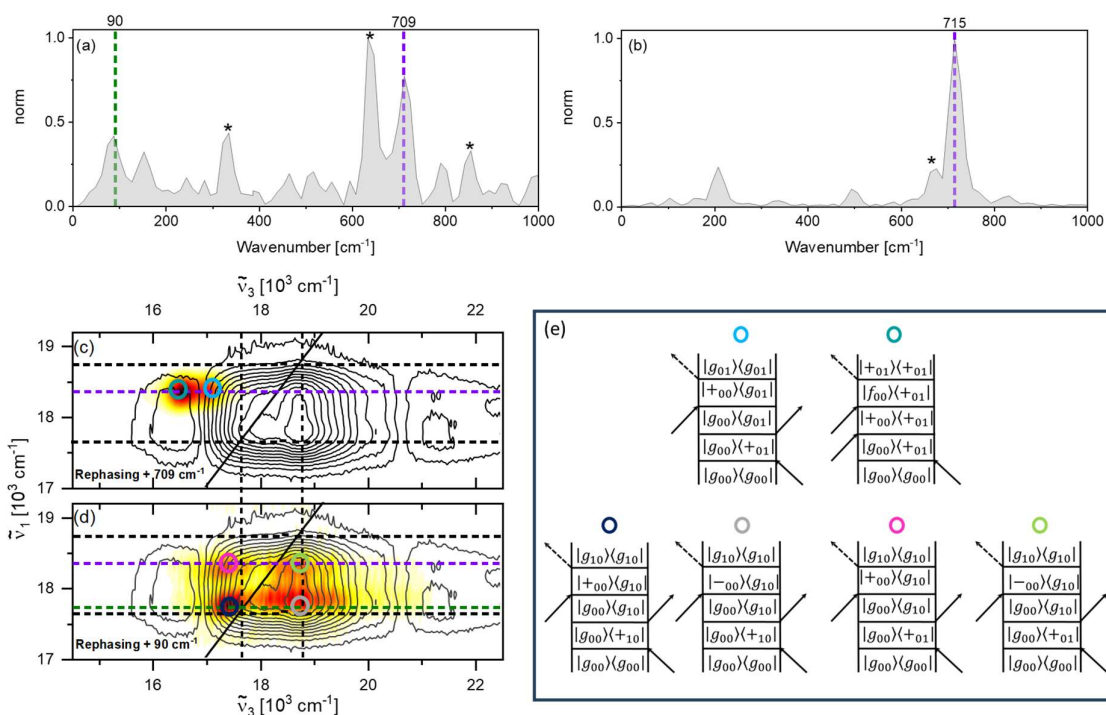 90 709 715
(a) (b)
1.0 1.0
norm norm
0.5 0.5
0.0 0.0
* * * *
0 200 400 600 800 1000 0 200 400 600 800 1000
Wavenumber [cm⁻¹] Wavenumber [cm⁻¹]
ṽ₃ [10³ cm⁻¹]
16 18 20 22
(c)
19
18
17
Rephasing + 709 cm⁻¹
ṽ₁ [10³ cm⁻¹]
(d)
19
18
17
Rephasing + 90 cm⁻¹
16 18 20 22
ṽ₃ [10³ cm⁻¹]
(e)
|g₀₁⟩⟨g₀₁| |+₀₁⟩⟨+₀₁|
|+₀₀⟩⟨g₀₁| |f₀₀⟩⟨+₀₁|
|g₀₀⟩⟨g₀₁| |+₀₀⟩⟨+₀₁|
|g₀₀⟩⟨+₀₁| |g₀₀⟩⟨+₀₁|
|g₀₀⟩⟨g₀₀| |g₀₀⟩⟨g₀₀|
|g₁₀⟩⟨g₁₀| |g₁₀⟩⟨g₁₀| |g₁₀⟩⟨g₁₀| |g₁₀⟩⟨g₁₀|
|+₀₀⟩⟨g₁₀| |−₀₀⟩⟨g₁₀| |+₀₀⟩⟨g₁₀| |−₀₀⟩⟨g₁₀|
|g₀₀⟩⟨g₁₀| |g₀₀⟩⟨g₁₀| |g₀₀⟩⟨g₁₀| |g₀₀⟩⟨g₁₀|
|g₀₀⟩⟨+₁₀| |g₀₀⟩⟨+₁₀| |g₀₀⟩⟨+₀₁| |g₀₀⟩⟨+₀₁|
|g₀₀⟩⟨g₀₀| |g₀₀⟩⟨g₀₀| |g₀₀⟩⟨g₀₀| |g₀₀⟩⟨g₀₀|